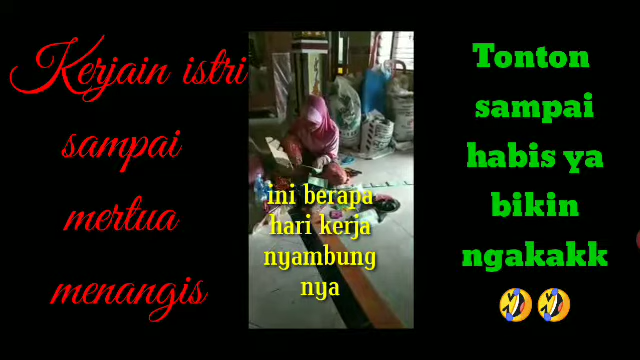 Kerjain istri
sampai
mertua
menangis
ini berapa
hari kerja
nyambung
nya
Tonton
sampai
habis ya
bikin
ngakakk
🤣🤣